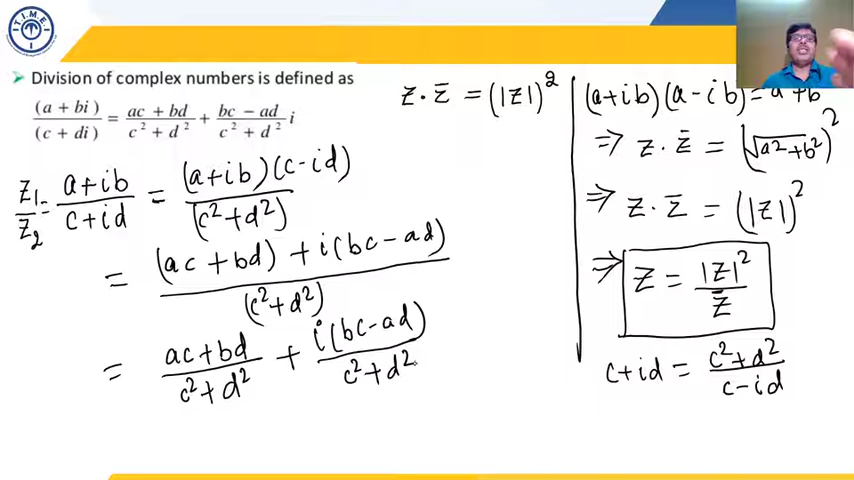 T.I.M.E.
➢ Division of complex numbers is defined as
(a + bi)/(c + di) = (ac + bd)/(c² + d²) + (bc − ad)/(c² + d²) i
z₁/z₂ = (a+ib)/(c+id) = (a+ib)(c−id)/(c²+d²)
= ((ac+bd) + i(bc−ad))/(c²+d²)
= (ac+bd)/(c²+d²) + i(bc−ad)/(c²+d²)
z·z̄ = (|z|)²
(a+ib)(a−ib) = a²+b²
⇒ z·z̄ = (√(a²+b²))²
⇒ z·z̄ = (|z|)²
⇒ z = |z|²/z̄
c+id = (c²+d²)/(c−id)